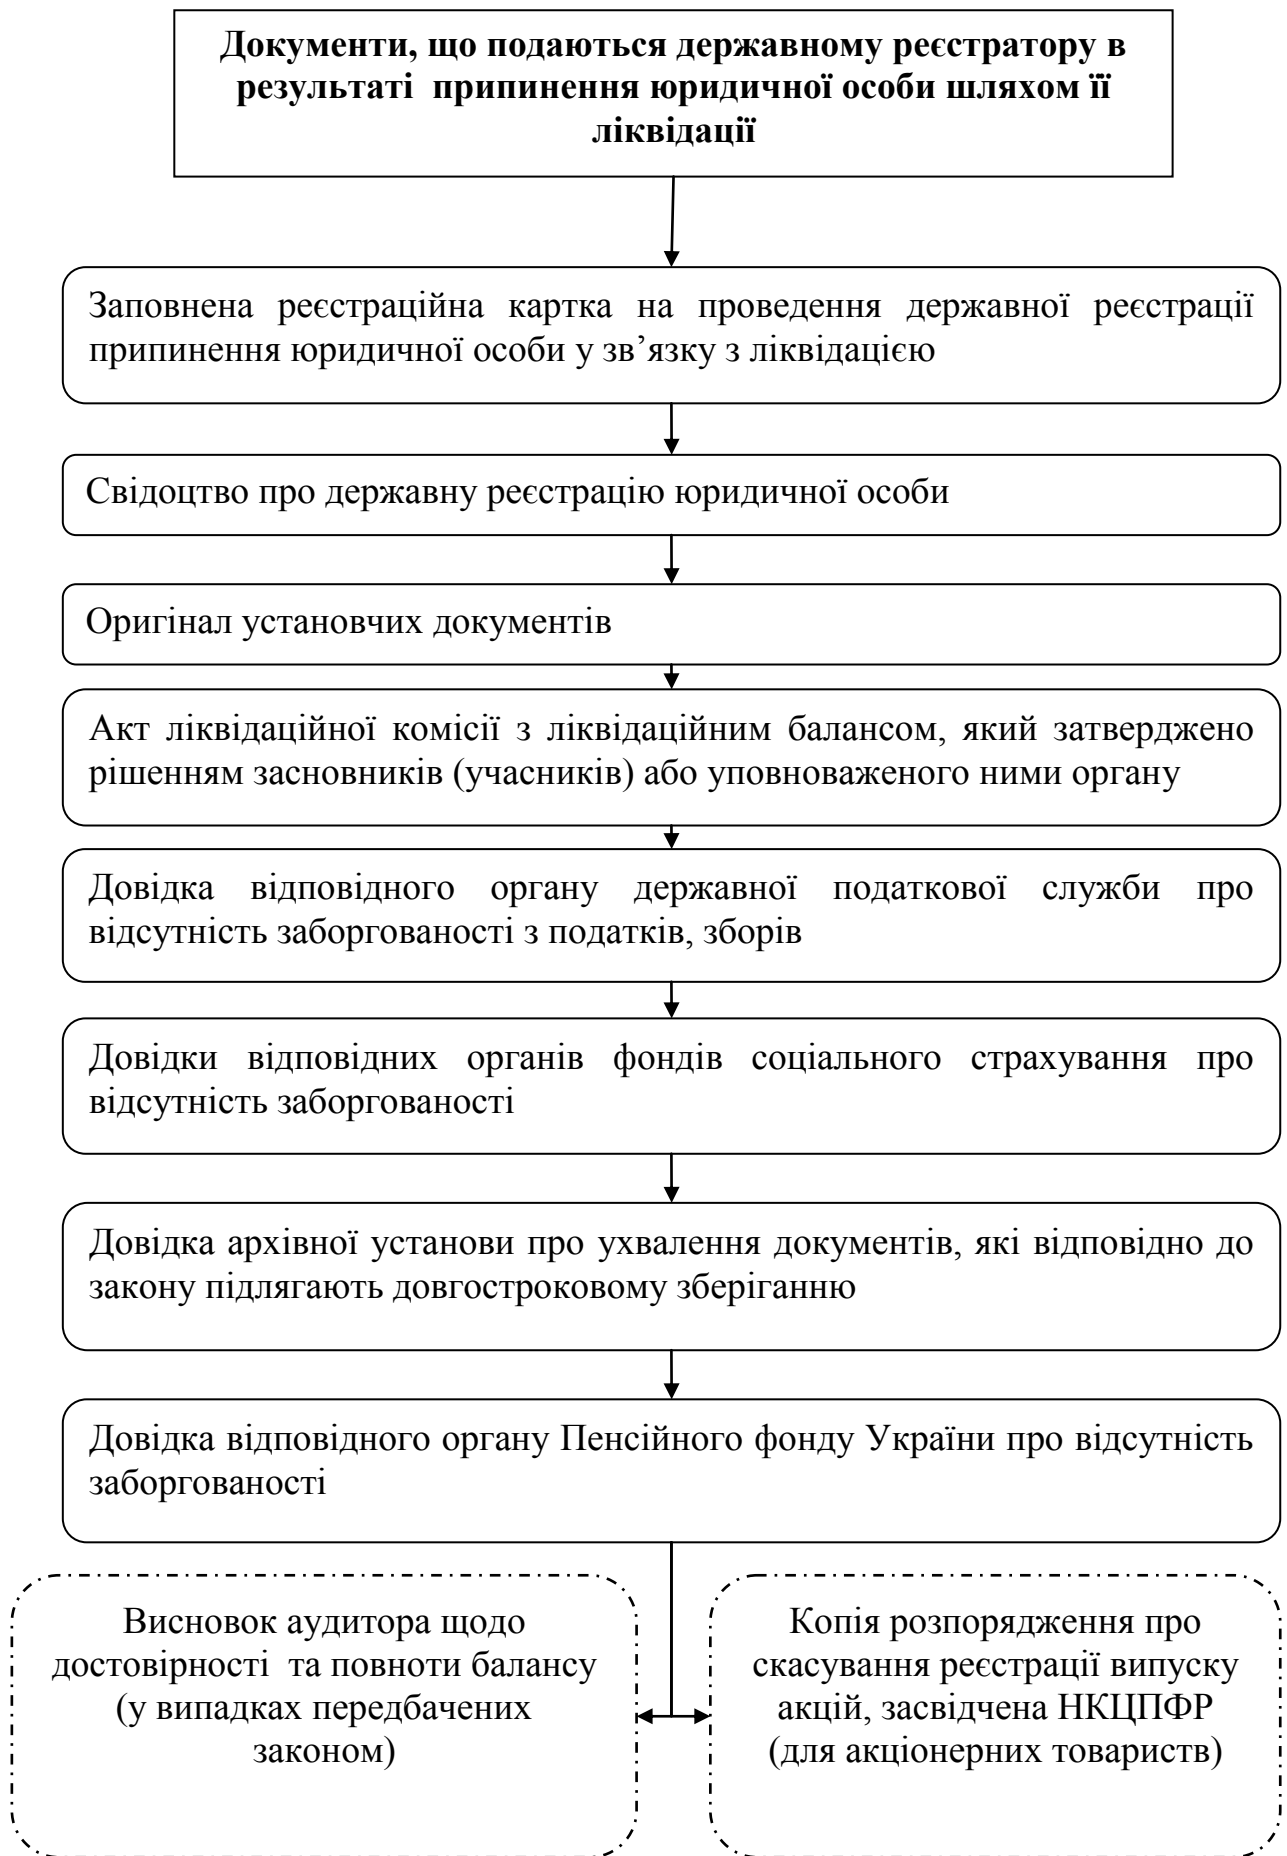 Документи, що подаються державному реєстратору в
результаті припинення юридичної особи шляхом її
ліквідації
Заповнена реєстраційна картка на проведення державної реєстрації
припинення юридичної особи у зв’язку з ліквідацією
Свідоцтво про державну реєстрацію юридичної особи
Оригінал установчих документів
Акт ліквідаційної комісії з ліквідаційним балансом, який затверджено
рішенням засновників (учасників) або уповноваженого ними органу
Довідка відповідного органу державної податкової служби про
відсутність заборгованості з податків, зборів
Довідки відповідних органів фондів соціального страхування про
відсутність заборгованості
Довідка архівної установи про ухвалення документів, які відповідно до
закону підлягають довгостроковому зберіганню
Довідка відповідного органу Пенсійного фонду України про відсутність
заборгованості
Висновок аудитора щодо
достовірності та повноти балансу
(у випадках передбачених
законом)
Копія розпорядження про
скасування реєстрації випуску
акцій, засвідчена НКЦПФР
(для акціонерних товариств)